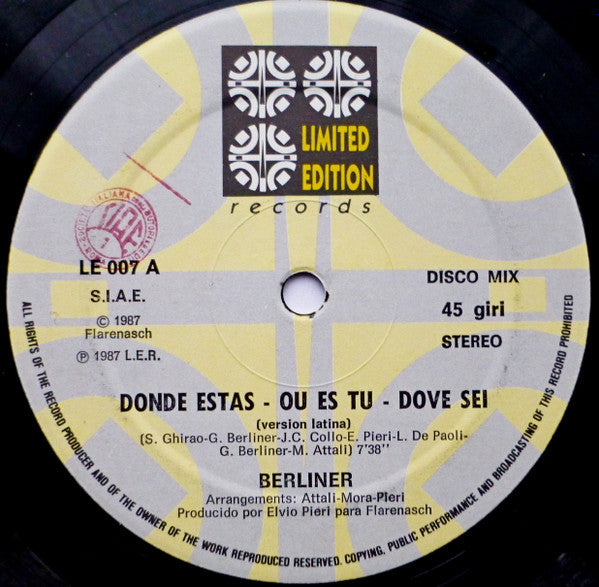 LIMITED
EDITION
records
LE 007 A
S.I.A.E.
© 1987
Flarenasch
℗ 1987 L.E.R.
DISCO MIX
45 giri
STEREO
DONDE ESTAS - OU ES TU - DOVE SEI
(version latina)
(S. Ghirao-G. Berliner-J.C. Collo-E. Pieri-L. De Paoli-
G. Berliner-M. Attali) 7'38''
BERLINER
Arrangements: Attali-Mora-Pieri
Producido por Elvio Pieri para Flarenasch
ALL RIGHTS OF THE RECORD PRODUCER AND OF THE OWNER OF THE WORK REPRODUCED RESERVED. COPYING, PUBLIC PERFORMANCE AND BROADCASTING OF THIS RECORD PROHIBITED